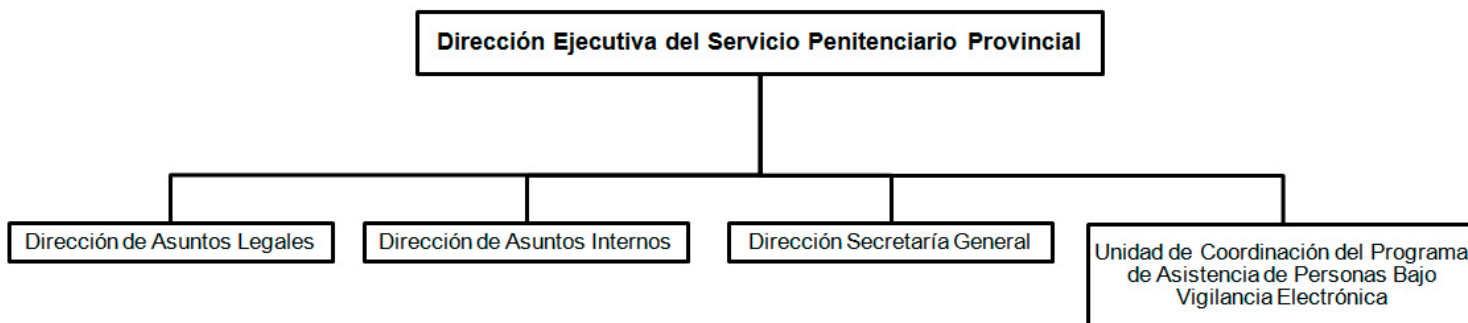 Dirección Ejecutiva del Servicio Penitenciario Provincial
Dirección de Asuntos Legales
Dirección de Asuntos Internos
Dirección Secretaría General
Unidad de Coordinación del Programa
de Asistencia de Personas Bajo
Vigilancia Electrónica